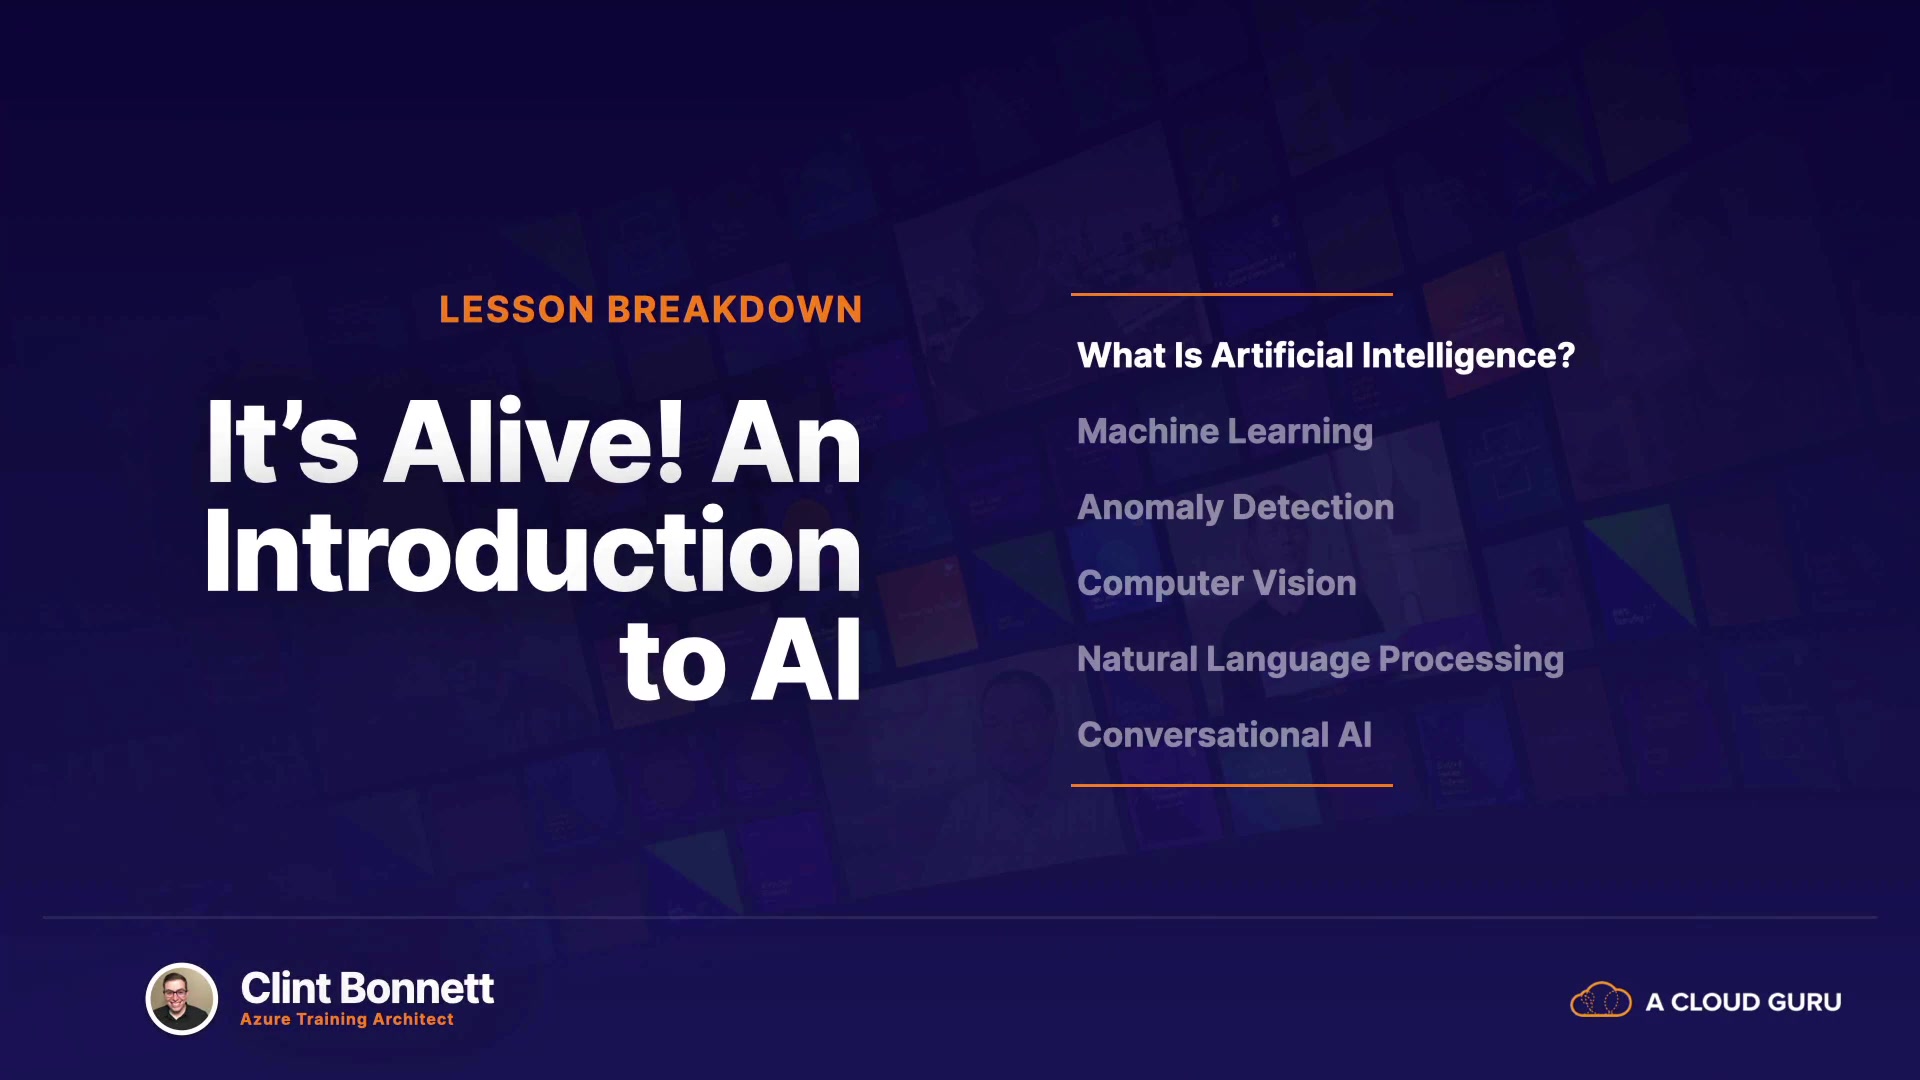 LESSON BREAKDOWN
It’s Alive! An
Introduction
to AI
What Is Artificial Intelligence?
Machine Learning
Anomaly Detection
Computer Vision
Natural Language Processing
Conversational AI
Clint Bonnett
Azure Training Architect
A CLOUD GURU